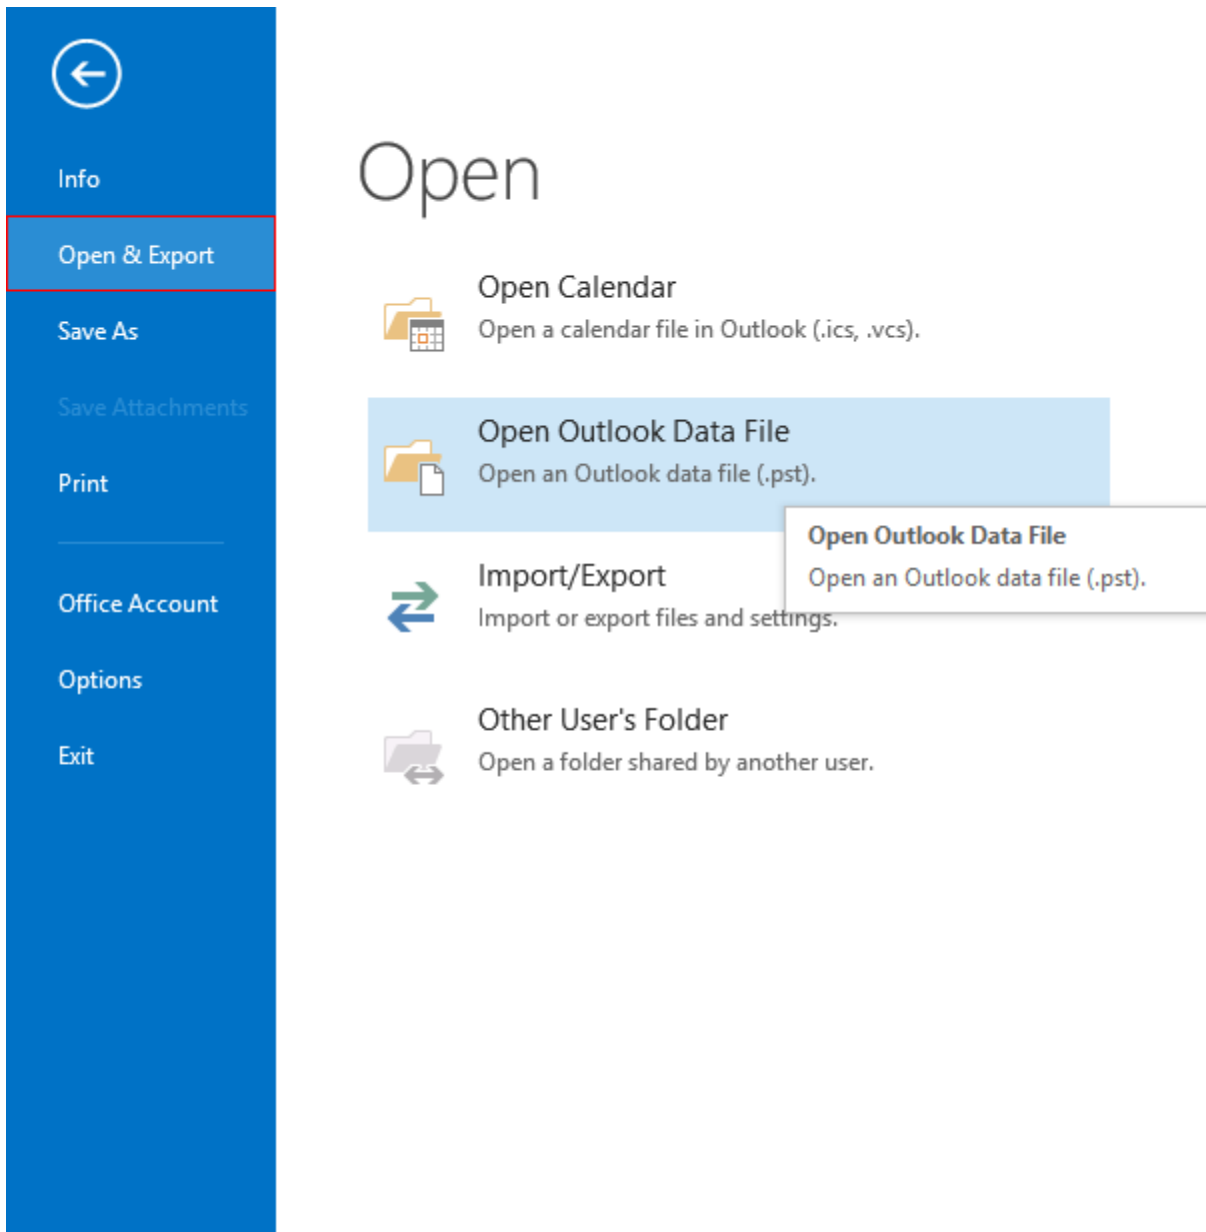 Info
Open & Export
Save As
Save Attachments
Print
Office Account
Options
Exit
Open
Open Calendar
Open a calendar file in Outlook (.ics, .vcs).
Open Outlook Data File
Open an Outlook data file (.pst).
Open Outlook Data File
Open an Outlook data file (.pst).
Import/Export
Import or export files and settings.
Other User's Folder
Open a folder shared by another user.